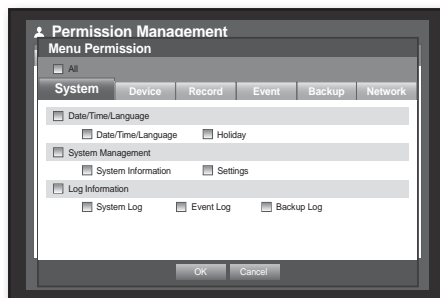 Permission Management
Menu Permission
All
System Device Record Event Backup Network
Date/Time/Language
Date/Time/Language Holiday
System Management
System Information Settings
Log Information
System Log Event Log Backup Log
OK Cancel